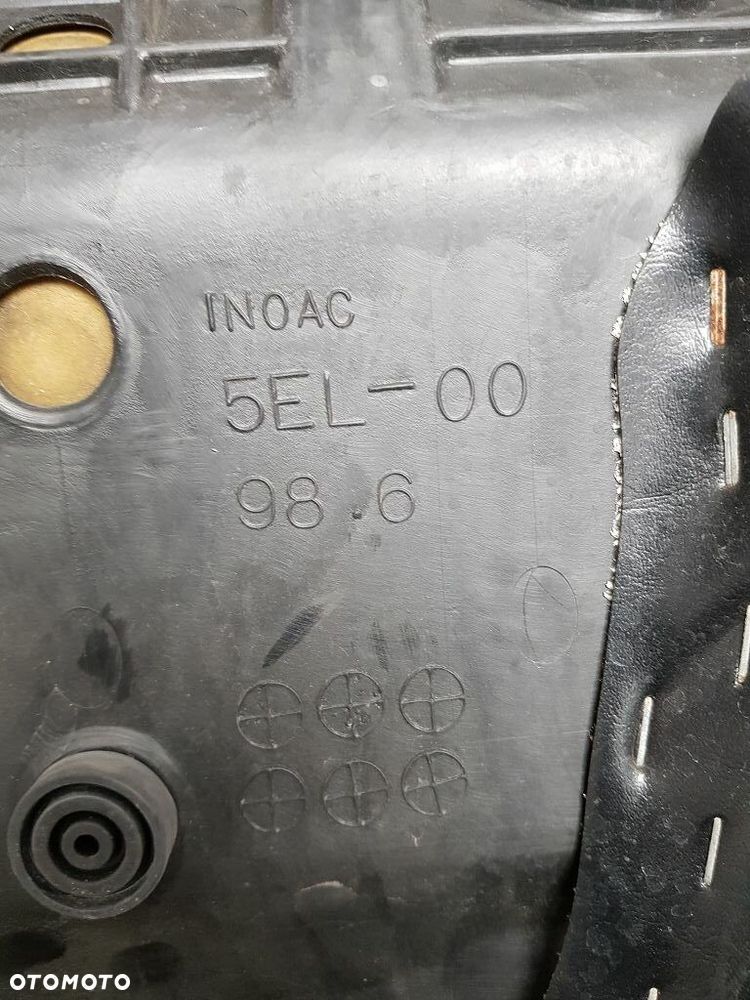 INOAC
5EL-00
98.6
OTOMOTO